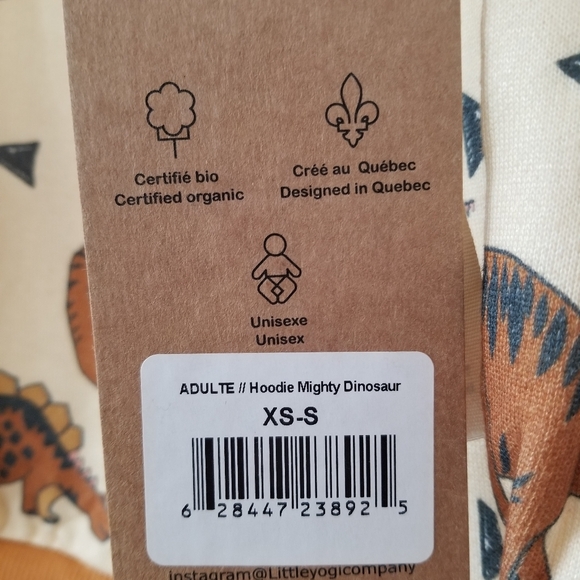 Certifié bio
Certified organic
Créé au Québec
Designed in Quebec
Unisexe
Unisex
ADULTE // Hoodie Mighty Dinosaur
XS-S
6 28447 23892 5
instagram@Littleyogicompany